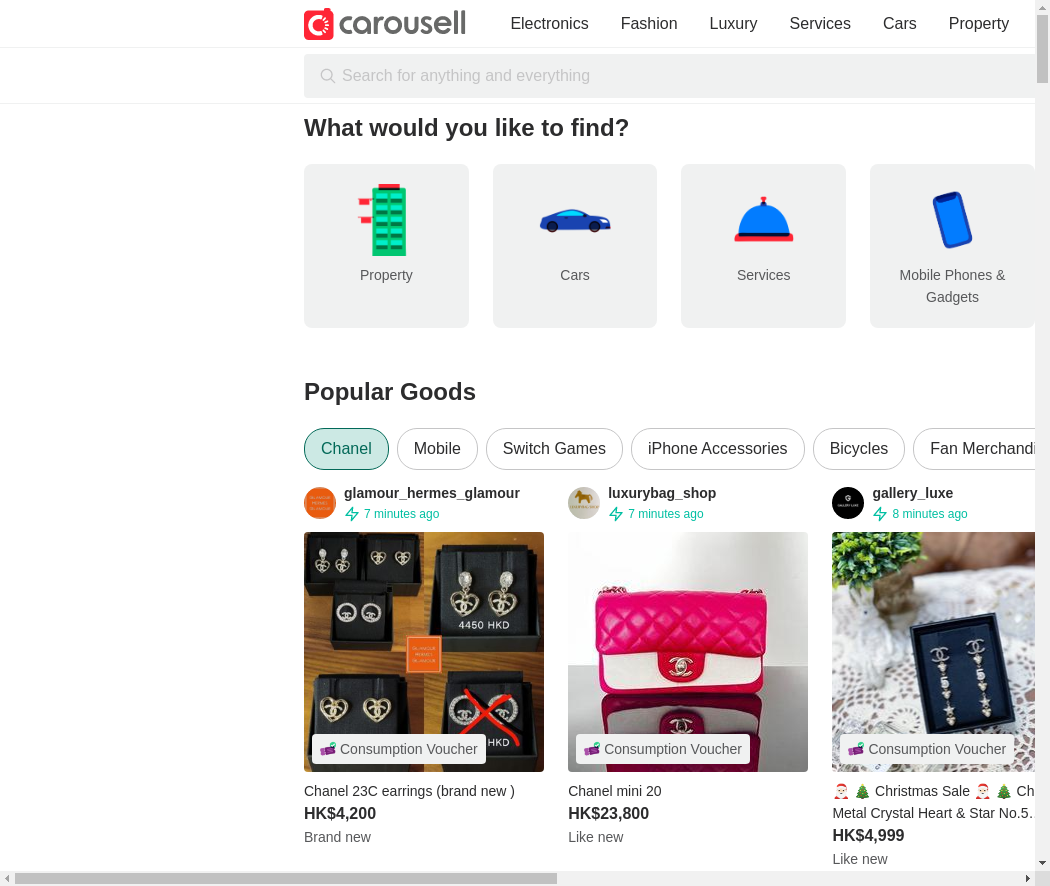 carousell
Electronics
Fashion
Luxury
Services
Cars
Property
Search for anything and everything
What would you like to find?
Property
Cars
Services
Mobile Phones &
Gadgets
Popular Goods
Chanel
Mobile
Switch Games
iPhone Accessories
Bicycles
Fan Merchandi
glamour_hermes_glamour
7 minutes ago
luxurybag_shop
7 minutes ago
gallery_luxe
8 minutes ago
4450 HKD
HKD
Consumption Voucher
Consumption Voucher
Consumption Voucher
Chanel 23C earrings (brand new )
HK$4,200
Brand new
Chanel mini 20
HK$23,800
Like new
🎅🏻 🎄 Christmas Sale 🎅🏻 🎄 Ch
Metal Crystal Heart & Star No.5…
HK$4,999
Like new